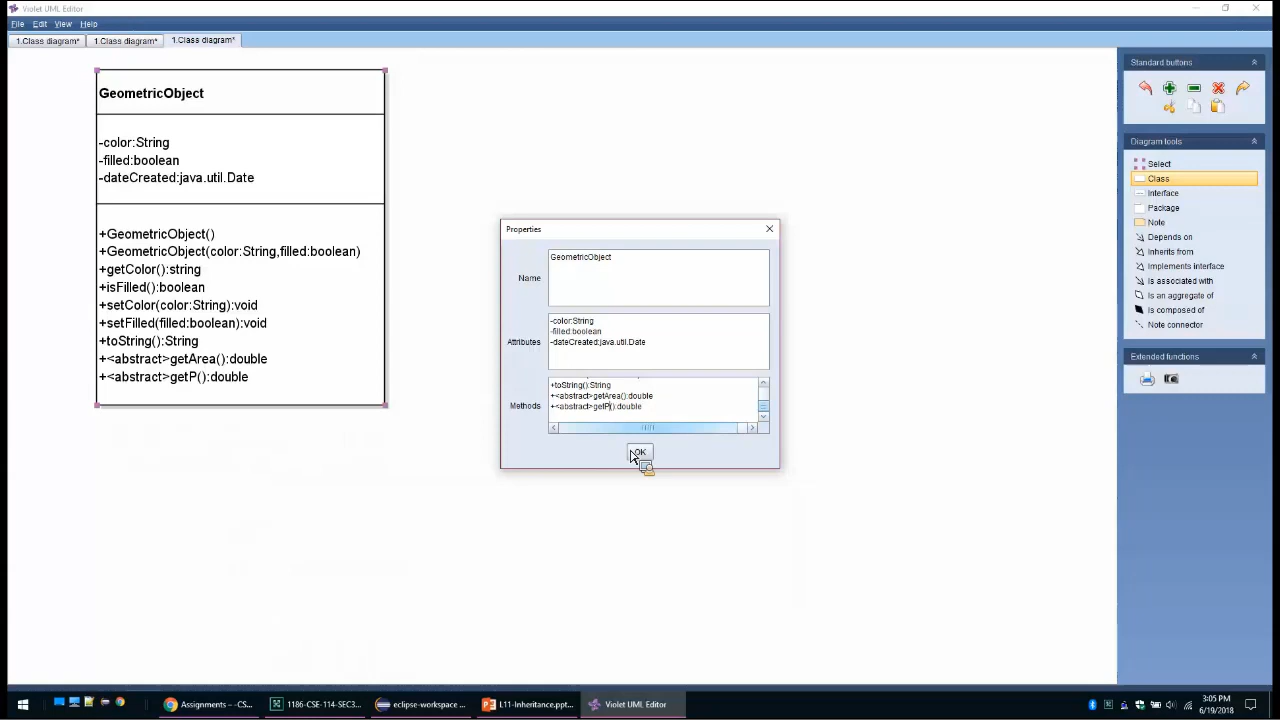 Violet UML Editor
File Edit View Help
1.Class diagram* 1.Class diagram* 1.Class diagram*
GeometricObject
-color:String
-filled:boolean
-dateCreated:java.util.Date
+GeometricObject()
+GeometricObject(color:String,filled:boolean)
+getColor():string
+isFilled():boolean
+setColor(color:String):void
+setFilled(filled:boolean):void
+toString():String
+<abstract>getArea():double
+<abstract>getP():double
Properties
Name
GeometricObject
Attributes
-color:String
-filled:boolean
-dateCreated:java.util.Date
Methods
+toString():String
+<abstract>getArea():double
+<abstract>getP():double
OK
Standard buttons
Diagram tools
Select
Class
Interface
Package
Note
Depends on
Inherits from
Implements interface
Is associated with
Is an aggregate of
Is composed of
Note connector
Extended functions
Assignments - -CS... 1186-CSE-114-SEC3... eclipse-workspace ... L11-Inheritance.ppt... Violet UML Editor
3:05 PM
6/19/2018